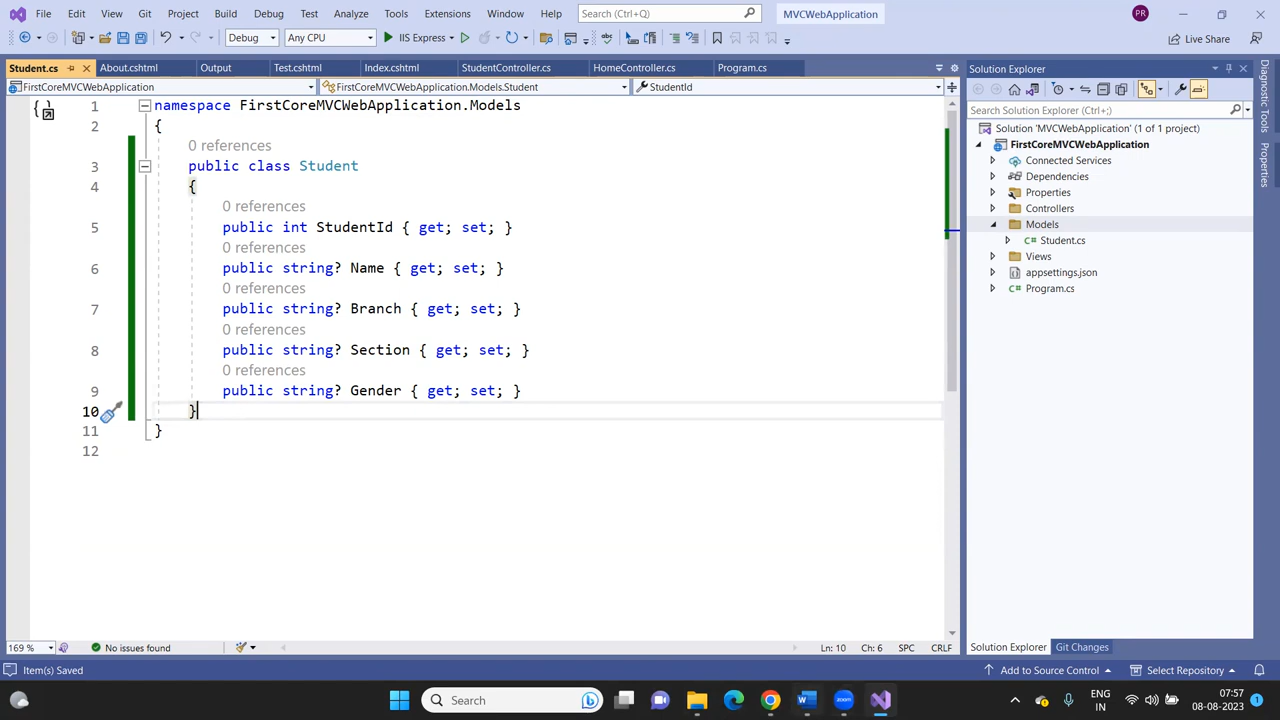 File Edit View Git Project Build Debug Test Analyze Tools Extensions Window Help Search (Ctrl+Q) MVCWebApplication PR
Debug Any CPU IIS Express Live Share
Student.cs About.cshtml Output Test.cshtml Index.cshtml StudentController.cs HomeController.cs Program.cs
FirstCoreMVCWebApplication FirstCoreMVCWebApplication.Models.Student StudentId
1 namespace FirstCoreMVCWebApplication.Models
2 {
0 references
3 public class Student
4 {
0 references
5 public int StudentId { get; set; }
0 references
6 public string? Name { get; set; }
0 references
7 public string? Branch { get; set; }
0 references
8 public string? Section { get; set; }
0 references
9 public string? Gender { get; set; }
10 }
11 }
12
169 % No issues found Ln: 10 Ch: 6 SPC CRLF
Solution Explorer
Search Solution Explorer (Ctrl+;)
Solution 'MVCWebApplication' (1 of 1 project)
FirstCoreMVCWebApplication
Connected Services
Dependencies
Properties
Controllers
Models
C# Student.cs
Views
appsettings.json
C# Program.cs
Solution Explorer Git Changes
Diagnostic Tools
Properties
Item(s) Saved Add to Source Control Select Repository
Search zoom ENG IN 07:57 08-08-2023